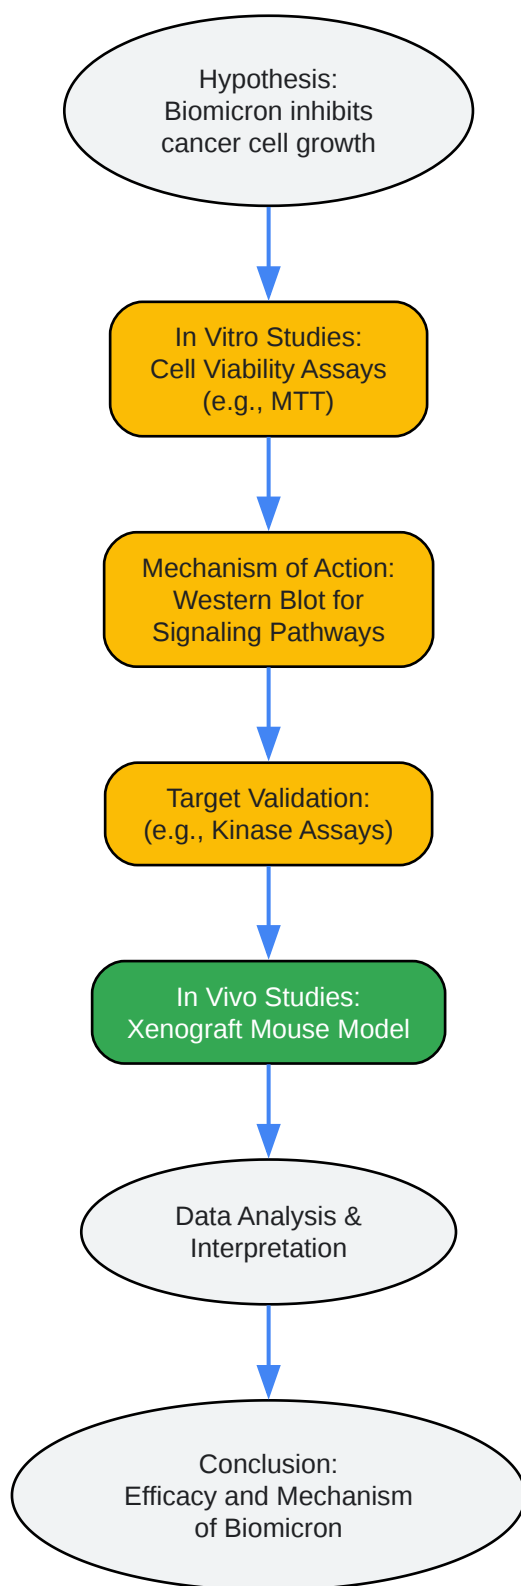 Hypothesis:
Biomicron inhibits
cancer cell growth
In Vitro Studies:
Cell Viability Assays
(e.g., MTT)
Mechanism of Action:
Western Blot for
Signaling Pathways
Target Validation:
(e.g., Kinase Assays)
In Vivo Studies:
Xenograft Mouse Model
Data Analysis &
Interpretation
Conclusion:
Efficacy and Mechanism
of Biomicron